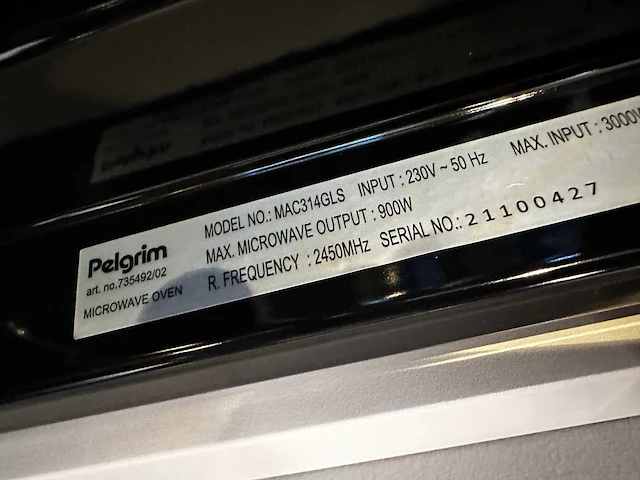 Pelgrim
art. no.735492/02
MICROWAVE OVEN
MODEL NO.: MAC314GLS INPUT : 230V ~ 50 Hz MAX. INPUT : 3000W
MAX. MICROWAVE OUTPUT : 900W
R. FREQUENCY : 2450MHz SERIAL NO.: 21100427